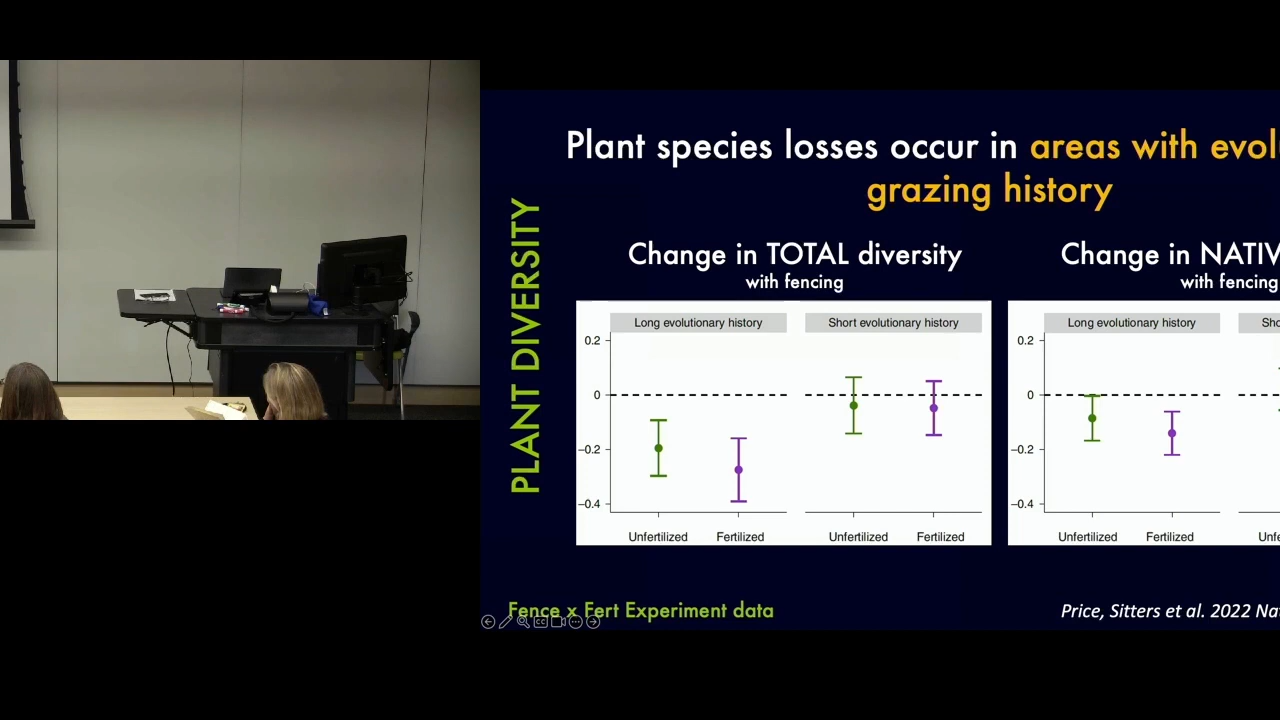 Plant species losses occur in areas with
grazing history
PLANT DIVERSITY
Change in TOTAL diversity
with fencing
Long evolutionary history
Short evolutionary history
0.2
0
−0.2
−0.4
Unfertilized
Fertilized
Unfertilized
Fertilized
Change in
with fencing
Long evolutionary history
0.2
0
−0.2
−0.4
Unfertilized
Fertilized
Fence x Fert Experiment data
Price, Sitters et al. 2022